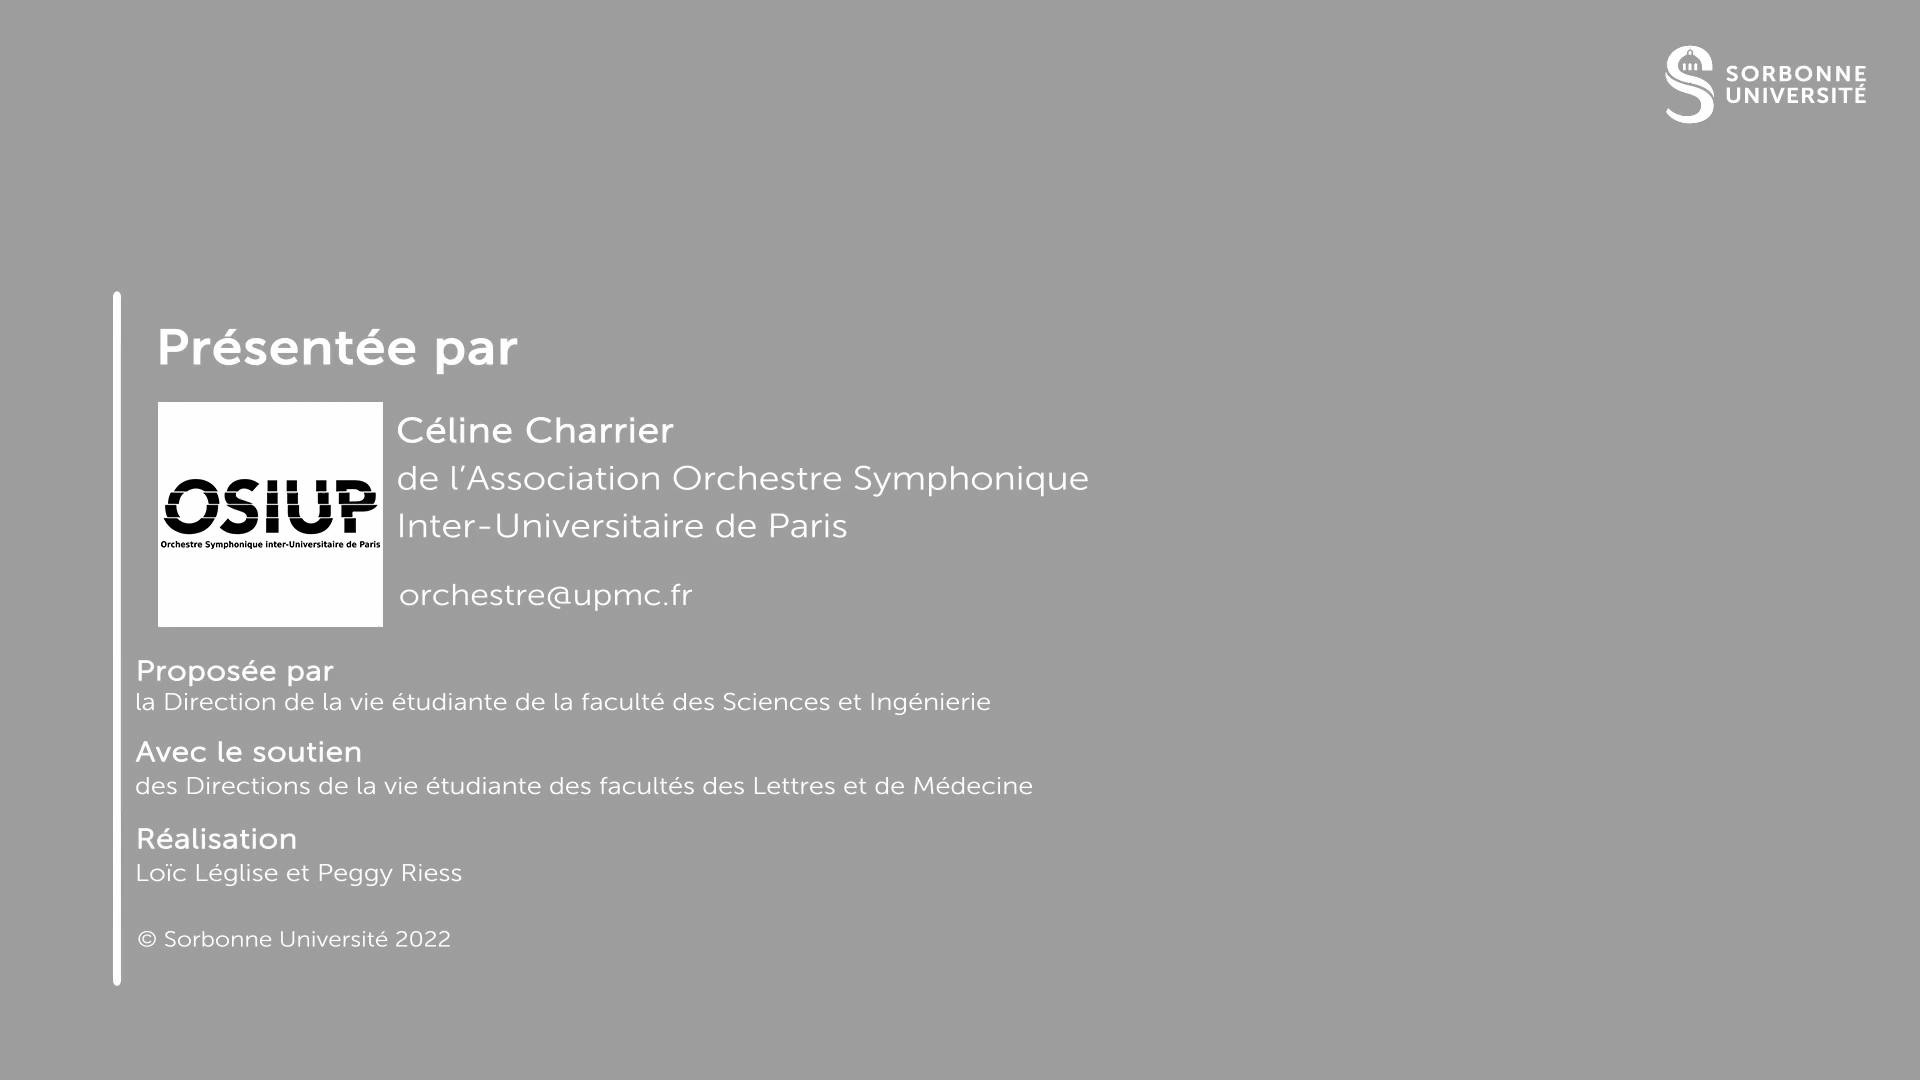 SORBONNE
UNIVERSITÉ
Présentée par
OSIUP
Orchestre Symphonique inter-Universitaire de Paris
Céline Charrier
de l’Association Orchestre Symphonique
Inter-Universitaire de Paris
orchestre@upmc.fr
Proposée par
la Direction de la vie étudiante de la faculté des Sciences et Ingénierie
Avec le soutien
des Directions de la vie étudiante des facultés des Lettres et de Médecine
Réalisation
Loïc Léglise et Peggy Riess
© Sorbonne Université 2022